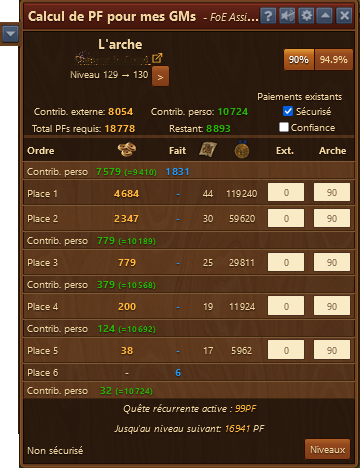 Calcul de PF pour mes GMs - FoE Assi...
L'arche
90% 94.9%
Niveau 129 → 130 >
Paiements existants
Contrib. externe: 8054 Contrib. perso: 10724 Sécurisé
Total PFs requis: 18778 Restant: 8893 Confiance
Ordre Fait Ext. Arche
Contrib. perso 7579 (=9410) 1831
Place 1 4684 - 44 119240 0 90
Place 2 2347 - 30 59620 0 90
Contrib. perso 779 (=10189)
Place 3 779 - 25 29811 0 90
Contrib. perso 379 (=10568)
Place 4 200 - 19 11924 0 90
Contrib. perso 124 (=10692)
Place 5 38 - 17 5962 0 90
Place 6 - 6
Contrib. perso 32 (=10724)
Quête récurrente active : 99PF
Jusqu'au niveau suivant: 16941 PF
Non sécurisé Niveaux